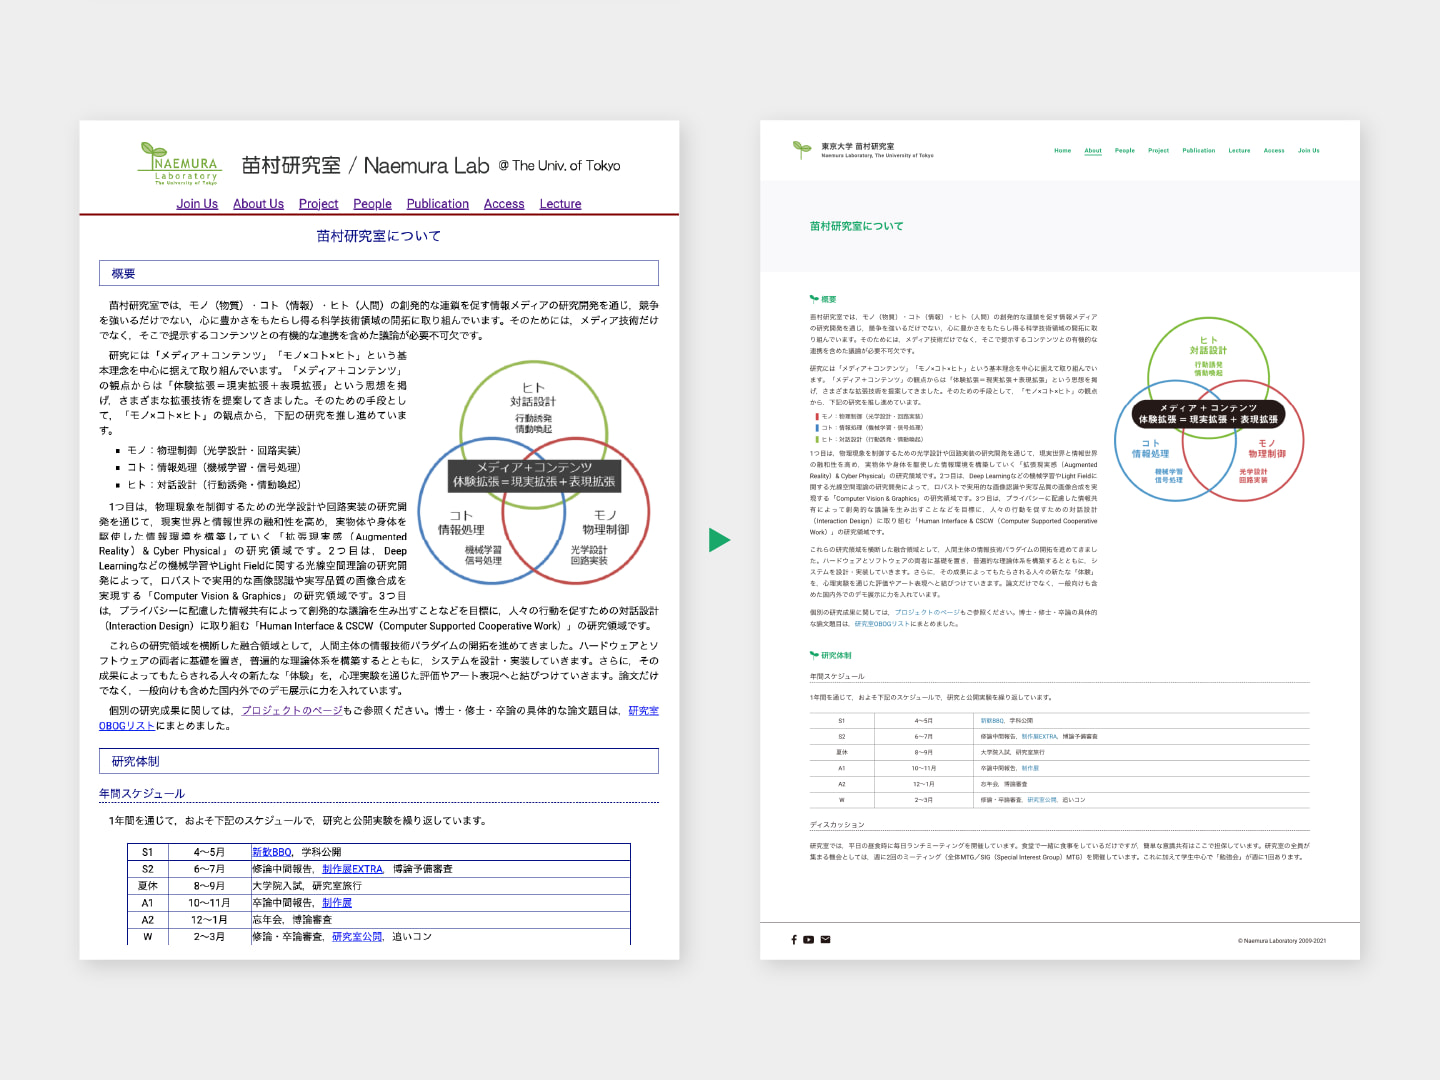 NAEMURA
Laboratory
The University of Tokyo
苗村研究室 / Naemura Lab @ The Univ. of Tokyo
Join Us About Us Project People Publication Access Lecture
苗村研究室について
概要
苗村研究室では，モノ（物質）・コト（情報）・ヒト（人間）の創発的な連鎖を促す情報メディアの研究開発を通じ，競争
を強いるだけでない，心に豊かさをもたらし得る科学技術領域の開拓に取り組んでいます。そのためには，メディア技術だけ
でなく，そこで提示するコンテンツとの有機的な連携を含めた議論が必要不可欠です。
研究には「メディア＋コンテンツ」「モノ×コト×ヒト」という基
本理念を中心に据えて取り組んでいます。「メディア＋コンテンツ」
の観点からは「体験拡張＝現実拡張＋表現拡張」という思想を掲
げ，さまざまな拡張技術を提案してきました。そのための手段とし
て，「モノ×コト×ヒト」の観点から，下記の研究を推し進めていま
す。
モノ：物理制御（光学設計・回路実装）
コト：情報処理（機械学習・信号処理）
ヒト：対話設計（行動誘発・情動喚起）
1つ目は，物理現象を制御するための光学設計や回路実装の研究開
発を通じて，現実世界と情報世界の融和性を高め，実物体や身体を
駆使した情報環境を構築していく「拡張現実感（Augmented
Reality）& Cyber Physical」の研究領域です。2つ目は，Deep
Learningなどの機械学習やLight Fieldに関する光線空間理論の研究開
発によって，ロバストで実用的な画像認識や実写品質の画像合成を
実現する「Computer Vision & Graphics」の研究領域です。3つ目
は，プライバシーに配慮した情報共有によって創発的な議論を生み出すことなどを目標に，人々の行動を促すための対話設計
（Interaction Design）に取り組む「Human Interface & CSCW（Computer Supported Cooperative Work）」の研究領域です。
ヒト
対話設計
行動誘発
情動喚起
メディア＋コンテンツ
体験拡張＝現実拡張＋表現拡張
コト
情報処理
機械学習
信号処理
モノ
物理制御
光学設計
回路実装
これらの研究領域を横断した融合領域として，人間主体の情報技術パラダイムの開拓を進めてきました。ハードウェアとソ
フトウェアの両者に基礎を置き，普遍的な理論体系を構築するとともに，システムを設計・実装していきます。さらに，その
成果によってもたらされる人々の新たな「体験」を，心理実験を通じた評価やアート表現へと結びつけていきます。論文だけ
でなく，一般向けも含めた国内外でのデモ展示に力を入れています。
個別の研究成果に関しては，プロジェクトのページもご参照ください。博士・修士・卒論の具体的な論文題目は，研究室
OBOGリストにまとめました。
研究体制
年間スケジュール
1年間を通じて，およそ下記のスケジュールで，研究と公開実験を繰り返しています。
S1 4〜5月 新歓BBQ，学科公開
S2 6〜7月 修論中間報告，制作展EXTRA，博論予備審査
夏休 8〜9月 大学院入試，研究室旅行
A1 10〜11月 卒論中間報告，制作展
A2 12〜1月 忘年会，博論審査
W 2〜3月 修論・卒論審査，研究室公開，追いコン
東京大学 苗村研究室
Naemura Laboratory, The University of Tokyo
Home About People Project Publication Lecture Access Join Us
苗村研究室について
概要
苗村研究室では，モノ（物質）・コト（情報）・ヒト（人間）の創発的な連鎖を促す情報メディア
の研究開発を通じ，競争を強いるだけでない，心に豊かさをもたらし得る科学技術領域の開拓に取
り組んでいます。そのためには，メディア技術だけでなく，そこで提示するコンテンツとの有機的な
連携を含めた議論が必要不可欠です。
研究には「メディア＋コンテンツ」「モノ×コト×ヒト」という基本理念を中心に据えて取り組んでい
ます。「メディア＋コンテンツ」の観点からは「体験拡張＝現実拡張＋表現拡張」という思想を掲
げ，さまざまな拡張技術を提案してきました。そのための手段として，「モノ×コト×ヒト」の観点
から，下記の研究を推し進めています。
モノ：物理制御（光学設計・回路実装）
コト：情報処理（機械学習・信号処理）
ヒト：対話設計（行動誘発・情動喚起）
1つ目は，物理現象を制御するための光学設計や回路実装の研究開発を通じて，現実世界と情報世界
の融和性を高め，実物体や身体を駆使した情報環境を構築していく「拡張現実感（Augmented
Reality）& Cyber Physical」の研究領域です。2つ目は，Deep Learningなどの機械学習やLight Fieldに
関する光線空間理論の研究開発によって，ロバストで実用的な画像認識や実写品質の画像合成を実
現する「Computer Vision & Graphics」の研究領域です。3つ目は，プライバシーに配慮した情報共
有によって創発的な議論を生み出すことなどを目標に，人々の行動を促すための対話設計
（Interaction Design）に取り組む「Human Interface & CSCW（Computer Supported Cooperative
Work）」の研究領域です。
これらの研究領域を横断した融合領域として，人間主体の情報技術パラダイムの開拓を進めてきまし
た。ハードウェアとソフトウェアの両者に基礎を置き，普遍的な理論体系を構築するとともに，シ
ステムを設計・実装していきます。さらに，その成果によってもたらされる人々の新たな「体験」
を，心理実験を通じた評価やアート表現へと結びつけていきます。論文だけでなく，一般向けも含
めた国内外でのデモ展示に力を入れています。
個別の研究成果に関しては，プロジェクトのページもご参照ください。博士・修士・卒論の具体的
な論文題目は，研究室OBOGリストにまとめました。
ヒト
対話設計
行動誘発
情動喚起
メディア + コンテンツ
体験拡張 = 現実拡張 + 表現拡張
コト
情報処理
機械学習
信号処理
モノ
物理制御
光学設計
回路実装
研究体制
年間スケジュール
1年間を通じて，およそ下記のスケジュールで，研究と公開実験を繰り返しています。
S1 4〜5月 新歓BBQ，学科公開
S2 6〜7月 修論中間報告，制作展EXTRA，博論予備審査
夏休 8〜9月 大学院入試，研究室旅行
A1 10〜11月 卒論中間報告，制作展
A2 12〜1月 忘年会，博論審査
W 2〜3月 修論・卒論審査，研究室公開，追いコン
ディスカッション
研究室では，平日の昼食時に毎日ランチミーティングを開催しています。食堂で一緒に食事をしているだけですが，簡単な意識共有はここで担保しています。研究室の全員が
集まる機会としては，週に2回のミーティング（全体MTG／SIG（Special Interest Group）MTG）を開催しています。これに加えて学生中心で「勉強会」が週に1回あります。
© Naemura Laboratory 2009-2021